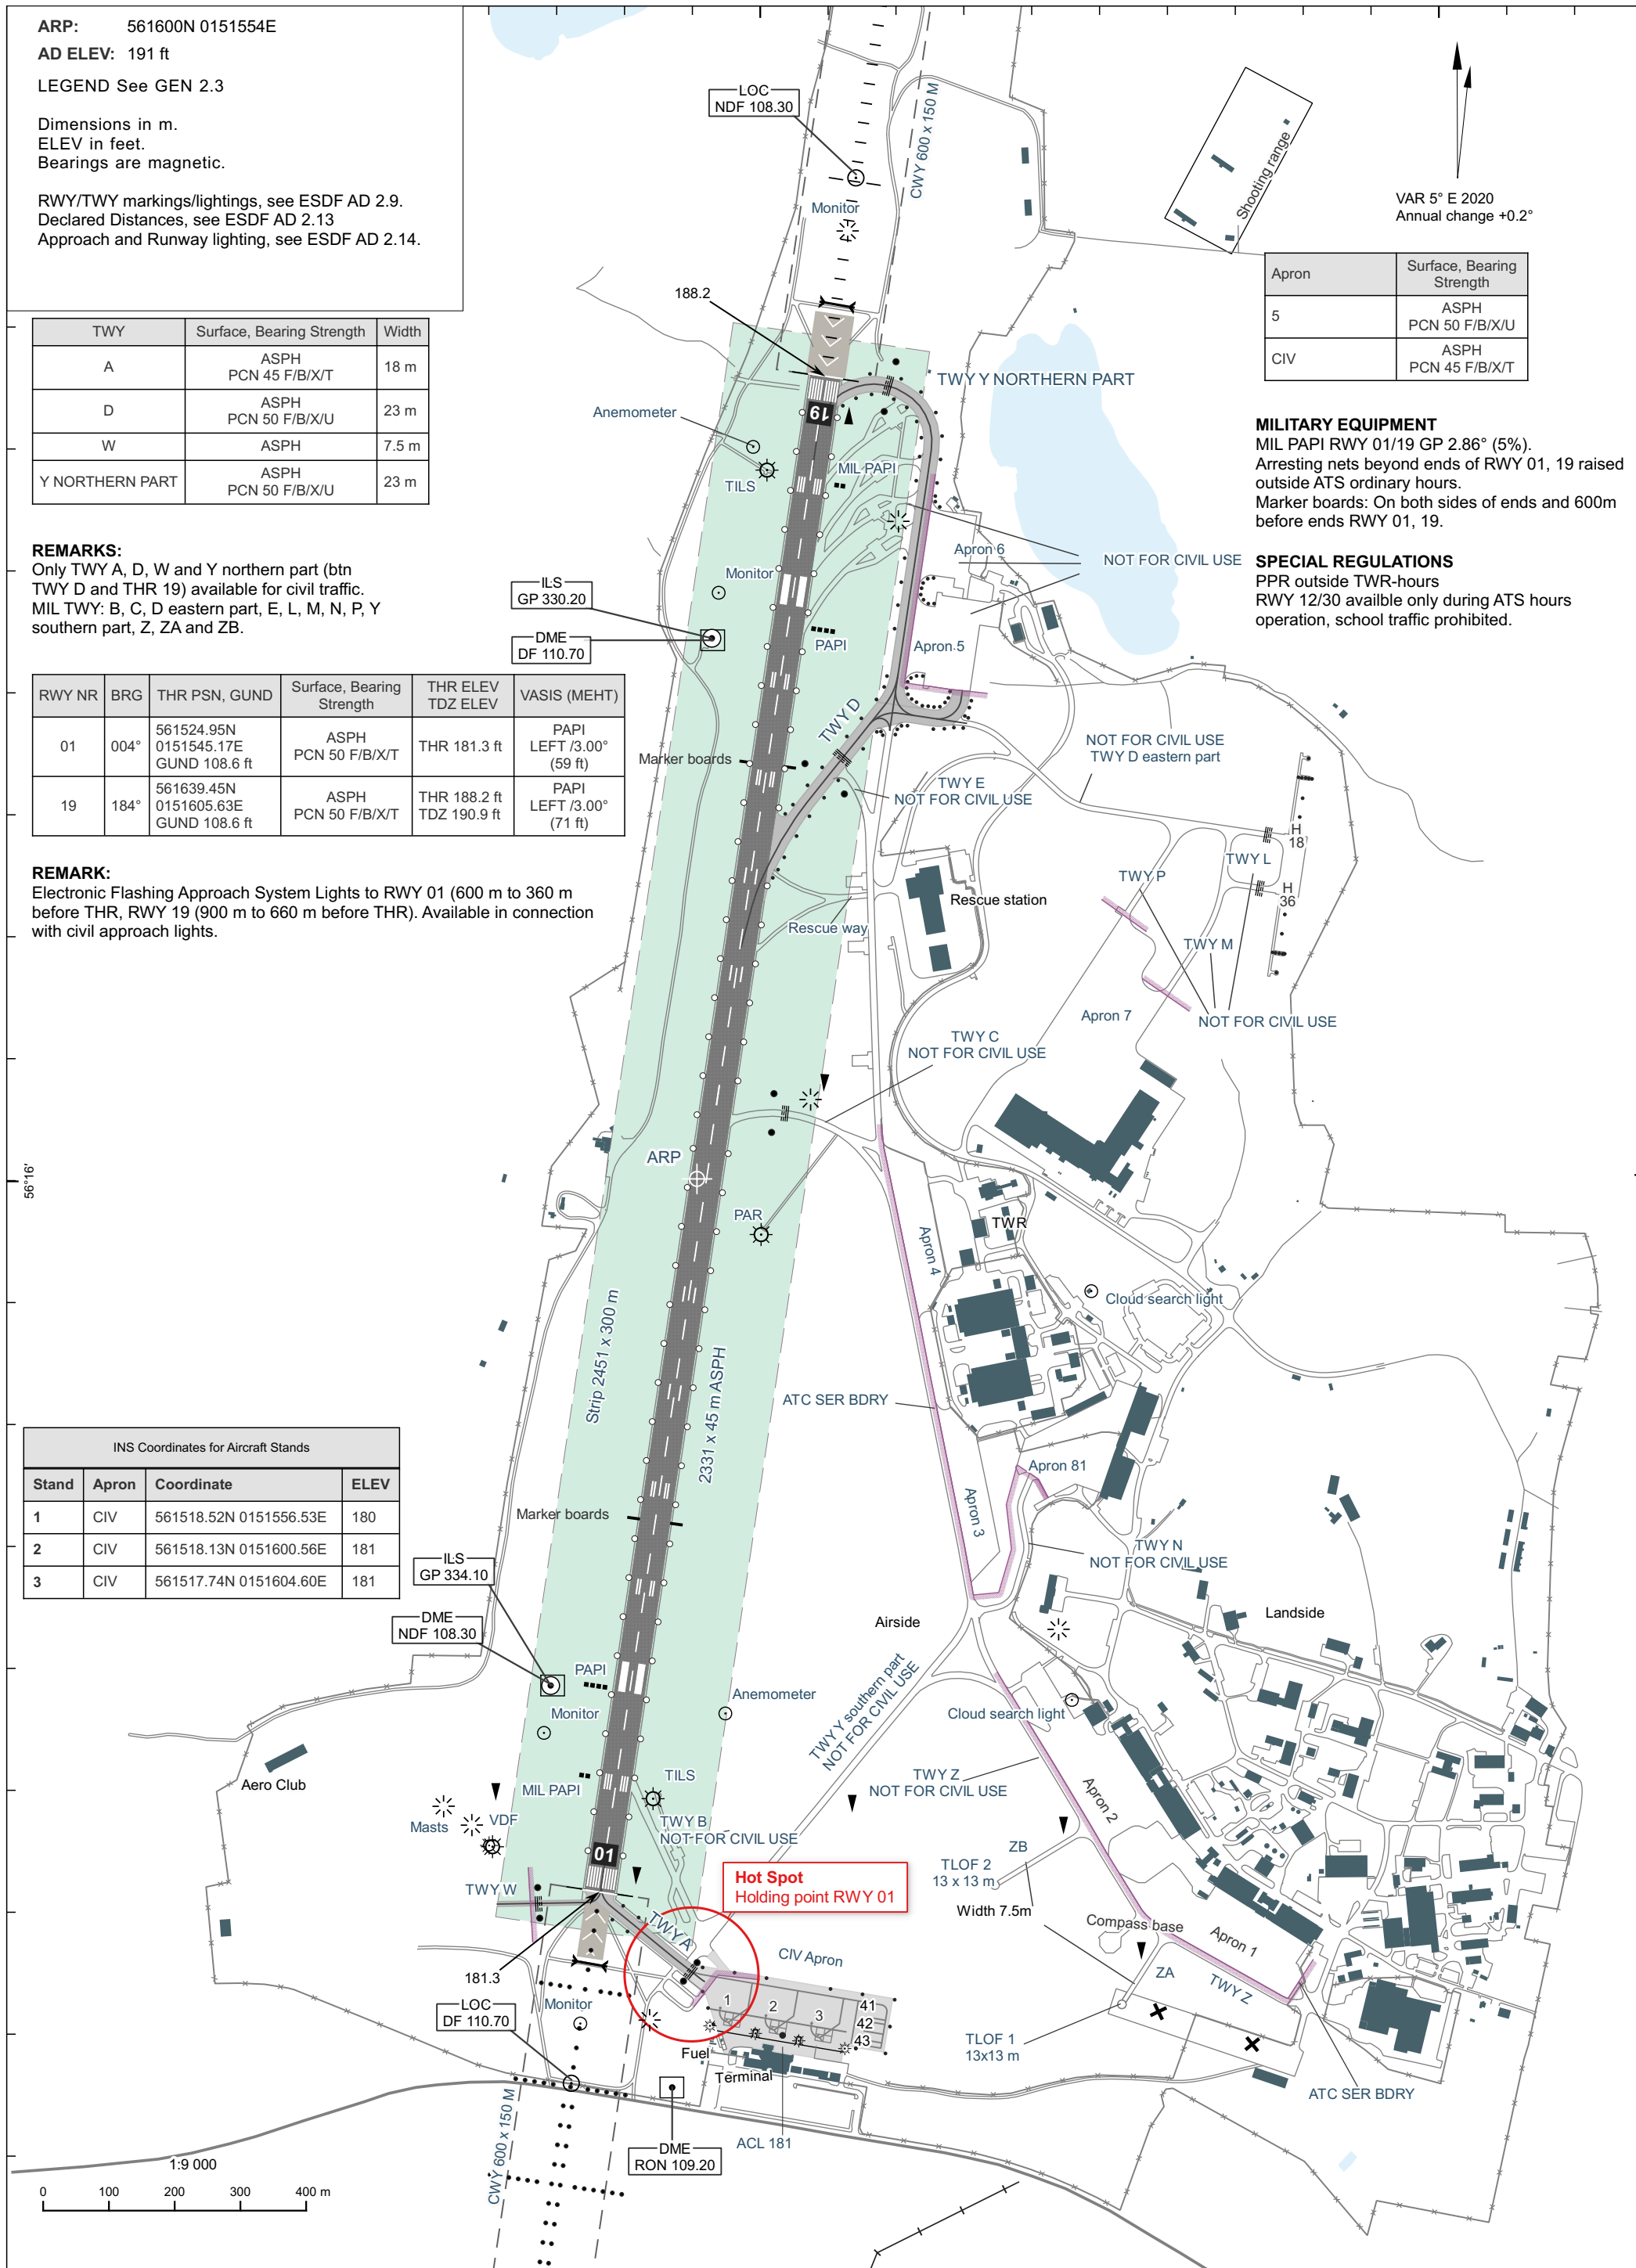 ARP: 561600N 0151554E
AD ELEV: 191 ft
LEGEND See GEN 2.3
Dimensions in m.
ELEV in feet.
Bearings are magnetic.
RWY/TWY markings/lightings, see ESDF AD 2.9.
Declared Distances, see ESDF AD 2.13
Approach and Runway lighting, see ESDF AD 2.14.
TWY Surface, Bearing Strength Width
A ASPH PCN 45 F/B/X/T 18 m
D ASPH PCN 50 F/B/X/U 23 m
W ASPH 7.5 m
Y NORTHERN PART ASPH PCN 50 F/B/X/U 23 m
REMARKS:
Only TWY A, D, W and Y northern part (btn
TWY D and THR 19) available for civil traffic.
MIL TWY: B, C, D eastern part, E, L, M, N, P, Y
southern part, Z, ZA and ZB.
RWY NR BRG THR PSN, GUND Surface, Bearing Strength THR ELEV TDZ ELEV VASIS (MEHT)
01 004° 561524.95N 0151545.17E GUND 108.6 ft ASPH PCN 50 F/B/X/T THR 181.3 ft PAPI LEFT /3.00° (59 ft)
19 184° 561639.45N 0151605.63E GUND 108.6 ft ASPH PCN 50 F/B/X/T THR 188.2 ft TDZ 190.9 ft PAPI LEFT /3.00° (71 ft)
REMARK:
Electronic Flashing Approach System Lights to RWY 01 (600 m to 360 m
before THR, RWY 19 (900 m to 660 m before THR). Available in connection
with civil approach lights.
INS Coordinates for Aircraft Stands
Stand Apron Coordinate ELEV
1 CIV 561518.52N 0151556.53E 180
2 CIV 561518.13N 0151600.56E 181
3 CIV 561517.74N 0151604.60E 181
VAR 5° E 2020
Annual change +0.2°
Apron Surface, Bearing Strength
5 ASPH PCN 50 F/B/X/U
CIV ASPH PCN 45 F/B/X/T
MILITARY EQUIPMENT
MIL PAPI RWY 01/19 GP 2.86° (5%).
Arresting nets beyond ends of RWY 01, 19 raised
outside ATS ordinary hours.
Marker boards: On both sides of ends and 600m
before ends RWY 01, 19.
SPECIAL REGULATIONS
PPR outside TWR-hours
RWY 12/30 availble only during ATS hours
operation, school traffic prohibited.
LOC
NDF 108.30
CWY 600 x 150 M
Monitor
Shooting range
188.2
TWY Y NORTHERN PART
19
Anemometer
MIL PAPI
TILS
Apron 6
NOT FOR CIVIL USE
Monitor
ILS
GP 330.20
DME
DF 110.70
PAPI
Apron 5
TWY D
Marker boards
NOT FOR CIVIL USE
TWY D eastern part
TWY E
NOT FOR CIVIL USE
H
18
TWY L
TWY P
H
36
Rescue station
Rescue way
TWY M
Apron 7
NOT FOR CIVIL USE
TWY C
NOT FOR CIVIL USE
ARP
56°16'
PAR
TWR
Apron 4
Cloud search light
Strip 2451 x 300 m
2331 x 45 m ASPH
ATC SER BDRY
Apron 81
Apron 3
Marker boards
TWY N
NOT FOR CIVIL USE
ILS
GP 334.10
DME
NDF 108.30
Airside
Landside
PAPI
TWY Y southern part
NOT FOR CIVIL USE
Anemometer
Monitor
Cloud search light
Aero Club
TWY Z
NOT FOR CIVIL USE
MIL PAPI
TILS
Apron 2
Masts
VDF
TWY B
NOT FOR CIVIL USE
01
ZB
TLOF 2
13 x 13 m
Hot Spot
Holding point RWY 01
TWY W
Width 7.5m
Compass base
Apron 1
TWY A
CIV Apron
181.3
ZA
TWY Z
LOC
DF 110.70
Monitor
1
2
3
41
42
43
Fuel
Terminal
TLOF 1
13x13 m
ATC SER BDRY
ACL 181
DME
RON 109.20
CWY 600 x 150 M
1:9 000
0 100 200 300 400 m